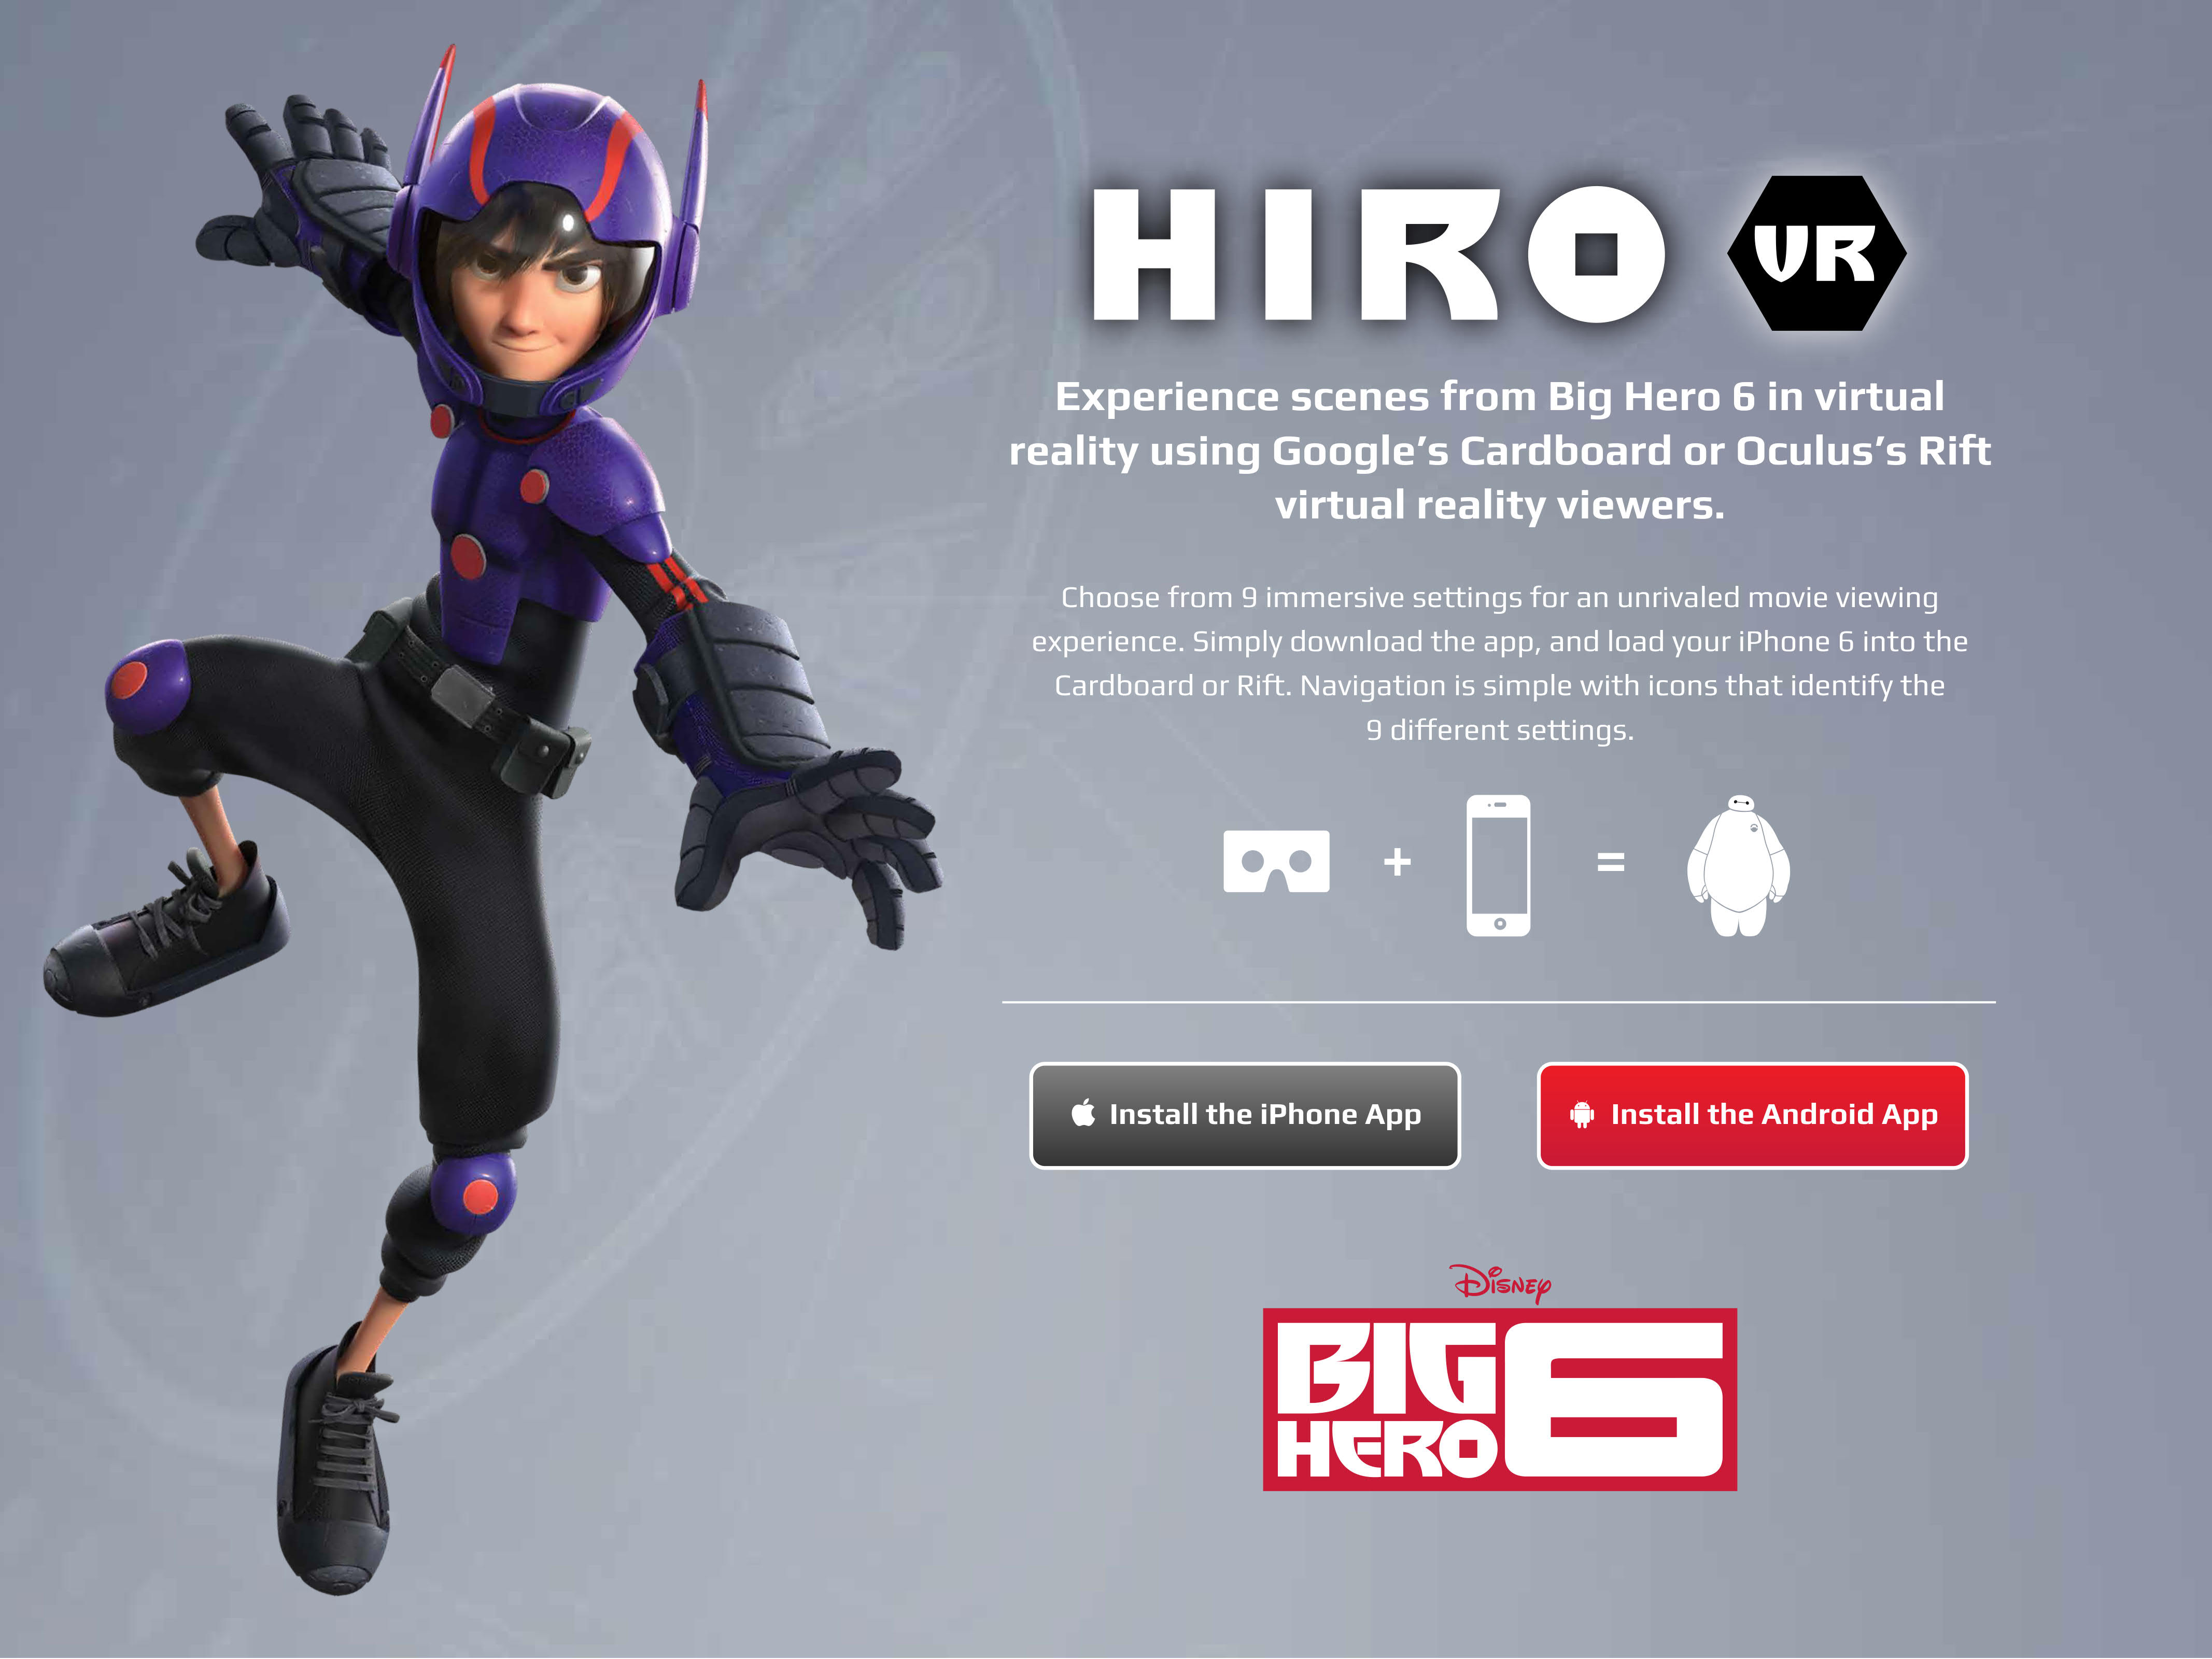 HIRO VR
Experience scenes from Big Hero 6 in virtual
reality using Google’s Cardboard or Oculus’s Rift
virtual reality viewers.
Choose from 9 immersive settings for an unrivaled movie viewing
experience. Simply download the app, and load your iPhone 6 into the
Cardboard or Rift. Navigation is simple with icons that identify the
9 different settings.
+ =
Install the iPhone App
Install the Android App
Disney
BIG
HERO 6